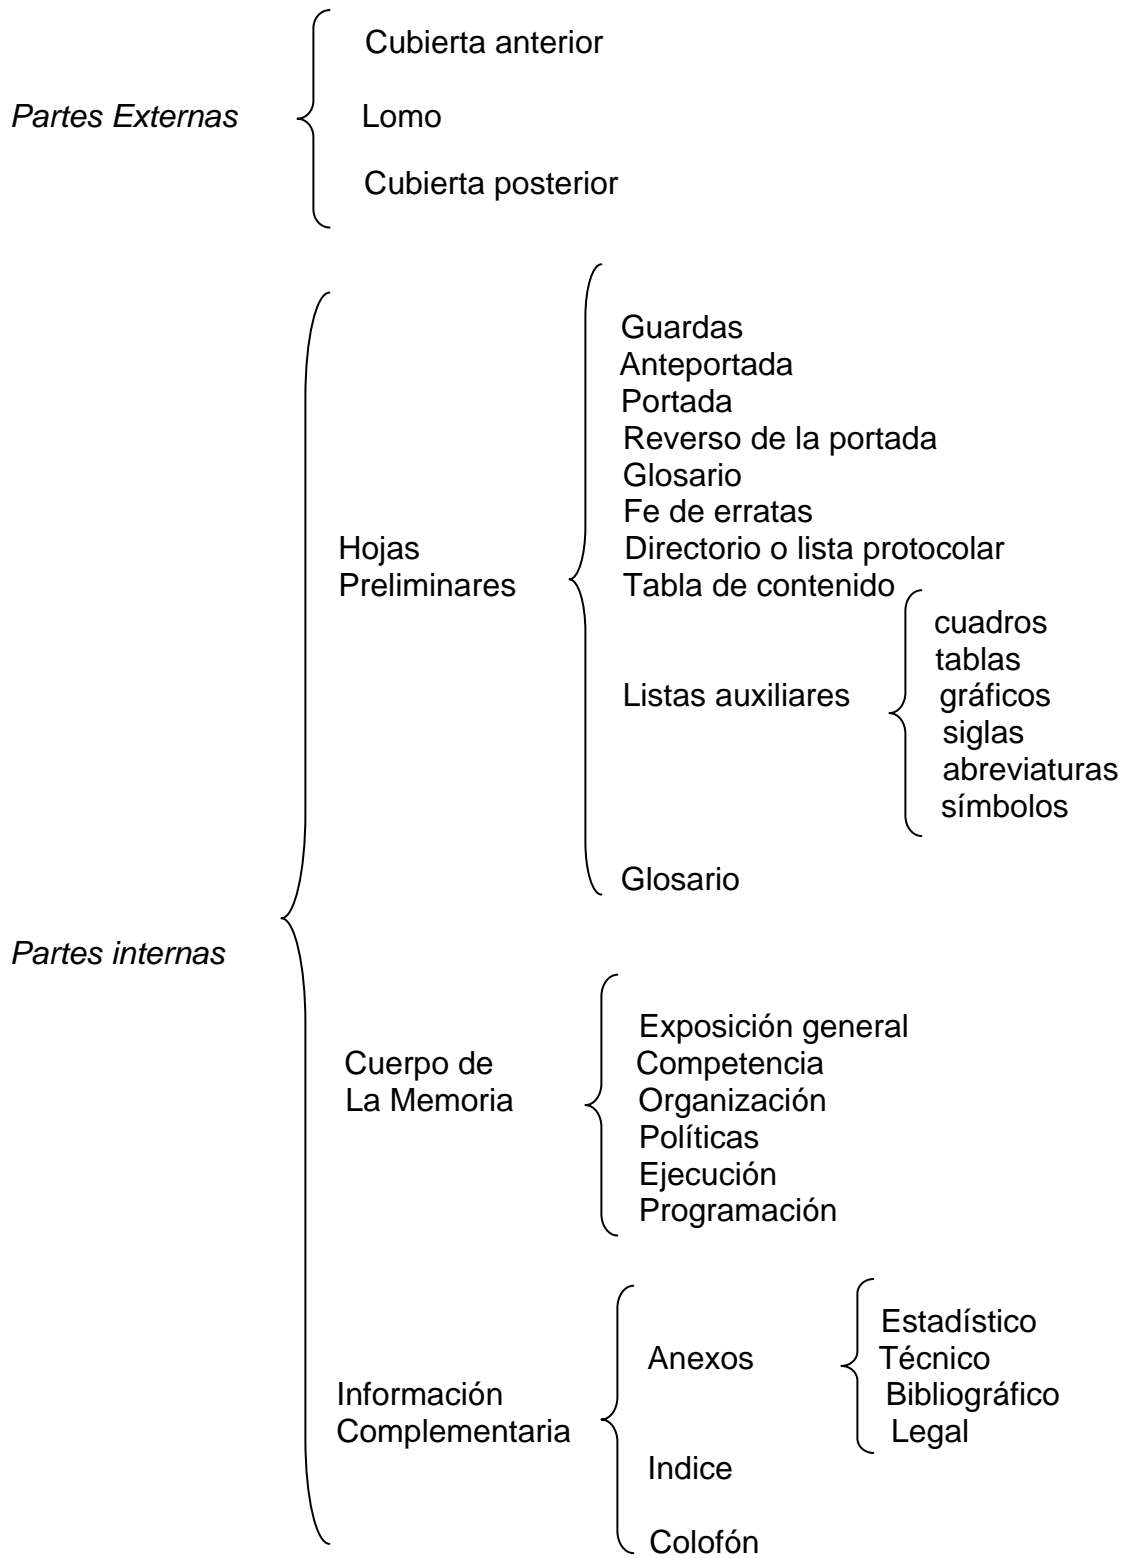 Cubierta anterior
Partes Externas
Lomo
Cubierta posterior
Guardas
Anteportada
Portada
Reverso de la portada
Glosario
Fe de erratas
Hojas
Preliminares
Directorio o lista protocolar
Tabla de contenido
Listas auxiliares
cuadros
tablas
gráficos
siglas
abreviaturas
símbolos
Glosario
Partes internas
Cuerpo de
La Memoria
Exposición general
Competencia
Organización
Políticas
Ejecución
Programación
Información
Complementaria
Anexos
Estadístico
Técnico
Bibliográfico
Legal
Indice
Colofón